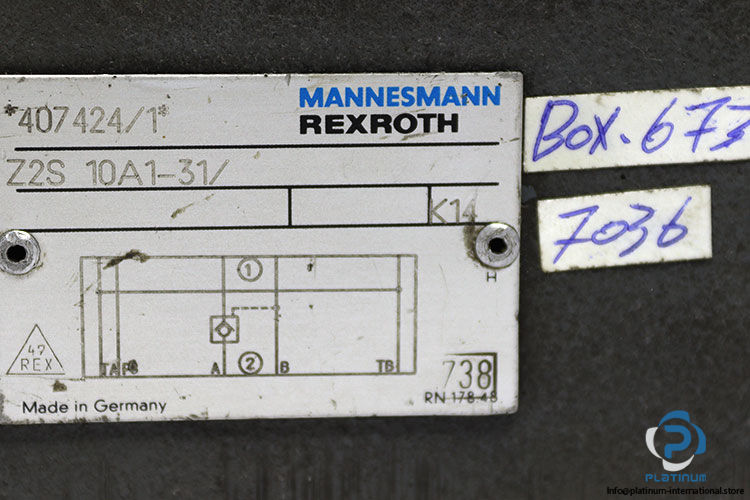 *407424/1*
MANNESMANN
REXROTH
Z2S 10A1-31/
K14
H
1
47
REX
TA
A
2
B
TB
738
RN 178.48
Made in Germany
BOX.673
7036
P
PLATINUM
Info@platinum-international.store